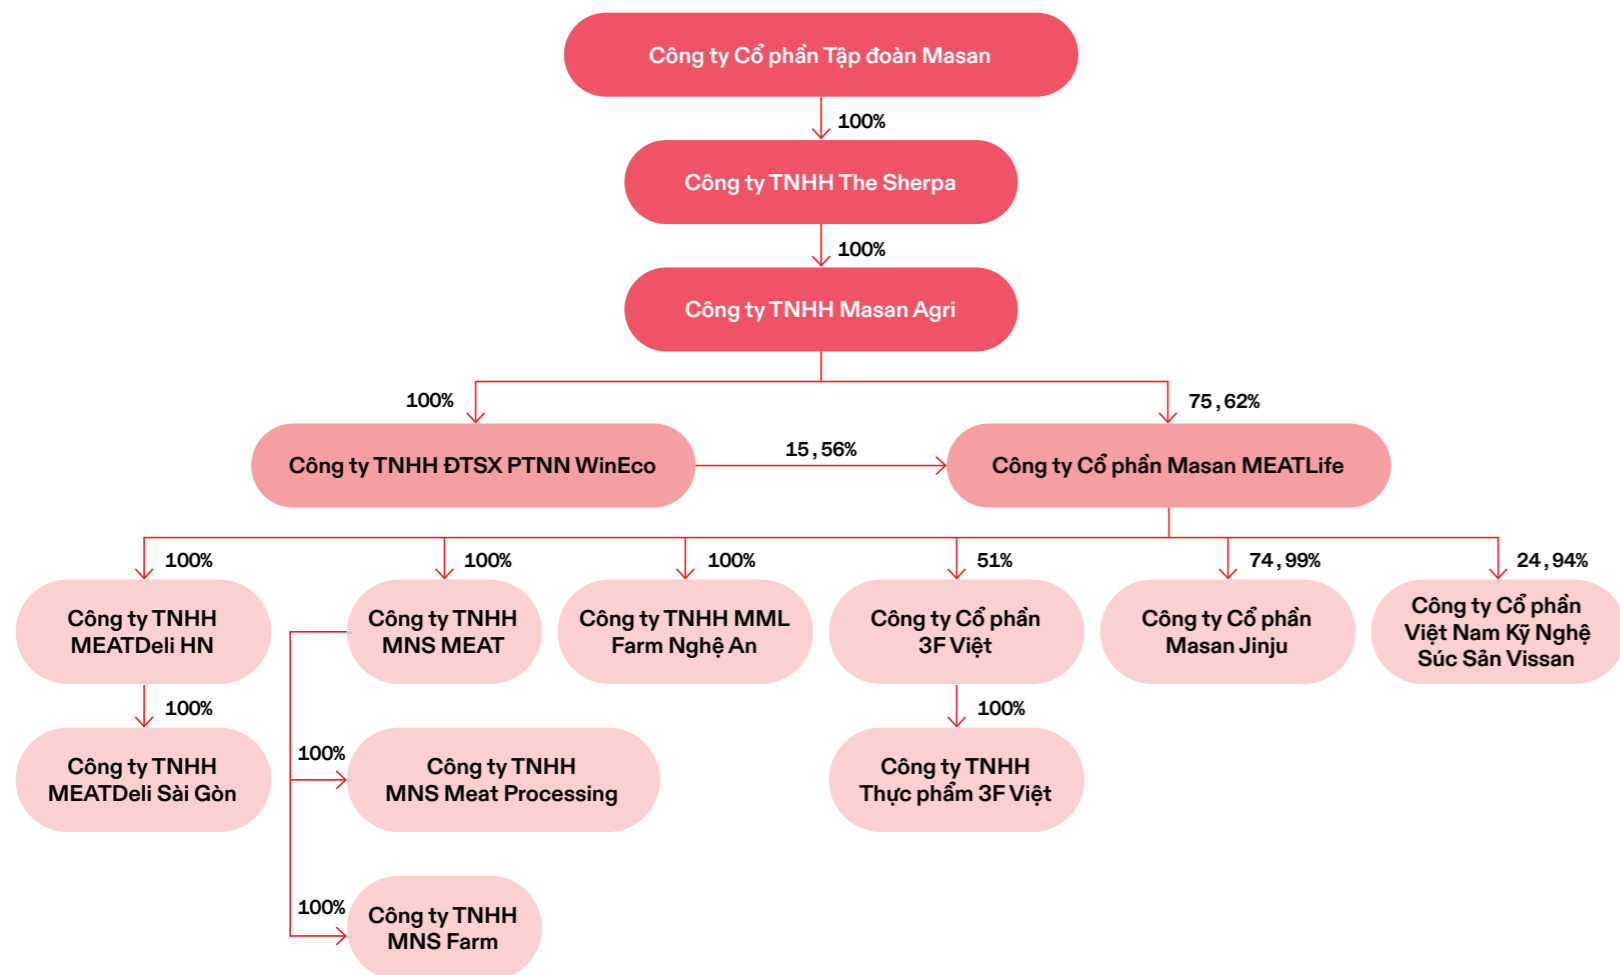 Công ty Cổ phần Tập đoàn Masan
100%
Công ty TNHH The Sherpa
100%
Công ty TNHH Masan Agri
100%
75,62%
Công ty TNHH ĐTSX PTNN WinEco
15,56%
Công ty Cổ phần Masan MEATLife
100%
100%
100%
51%
74,99%
24,94%
Công ty TNHH
MEATDeli HN
Công ty TNHH
MNS MEAT
Công ty TNHH MML
Farm Nghệ An
Công ty Cổ phần
3F Việt
Công ty Cổ phần
Masan Jinju
Công ty Cổ phần
Việt Nam Kỹ Nghệ
Súc Sản Vissan
100%
100%
Công ty TNHH
MEATDeli Sài Gòn
100%
Công ty TNHH
MNS Meat Processing
Công ty TNHH
Thực phẩm 3F Việt
100%
Công ty TNHH
MNS Farm